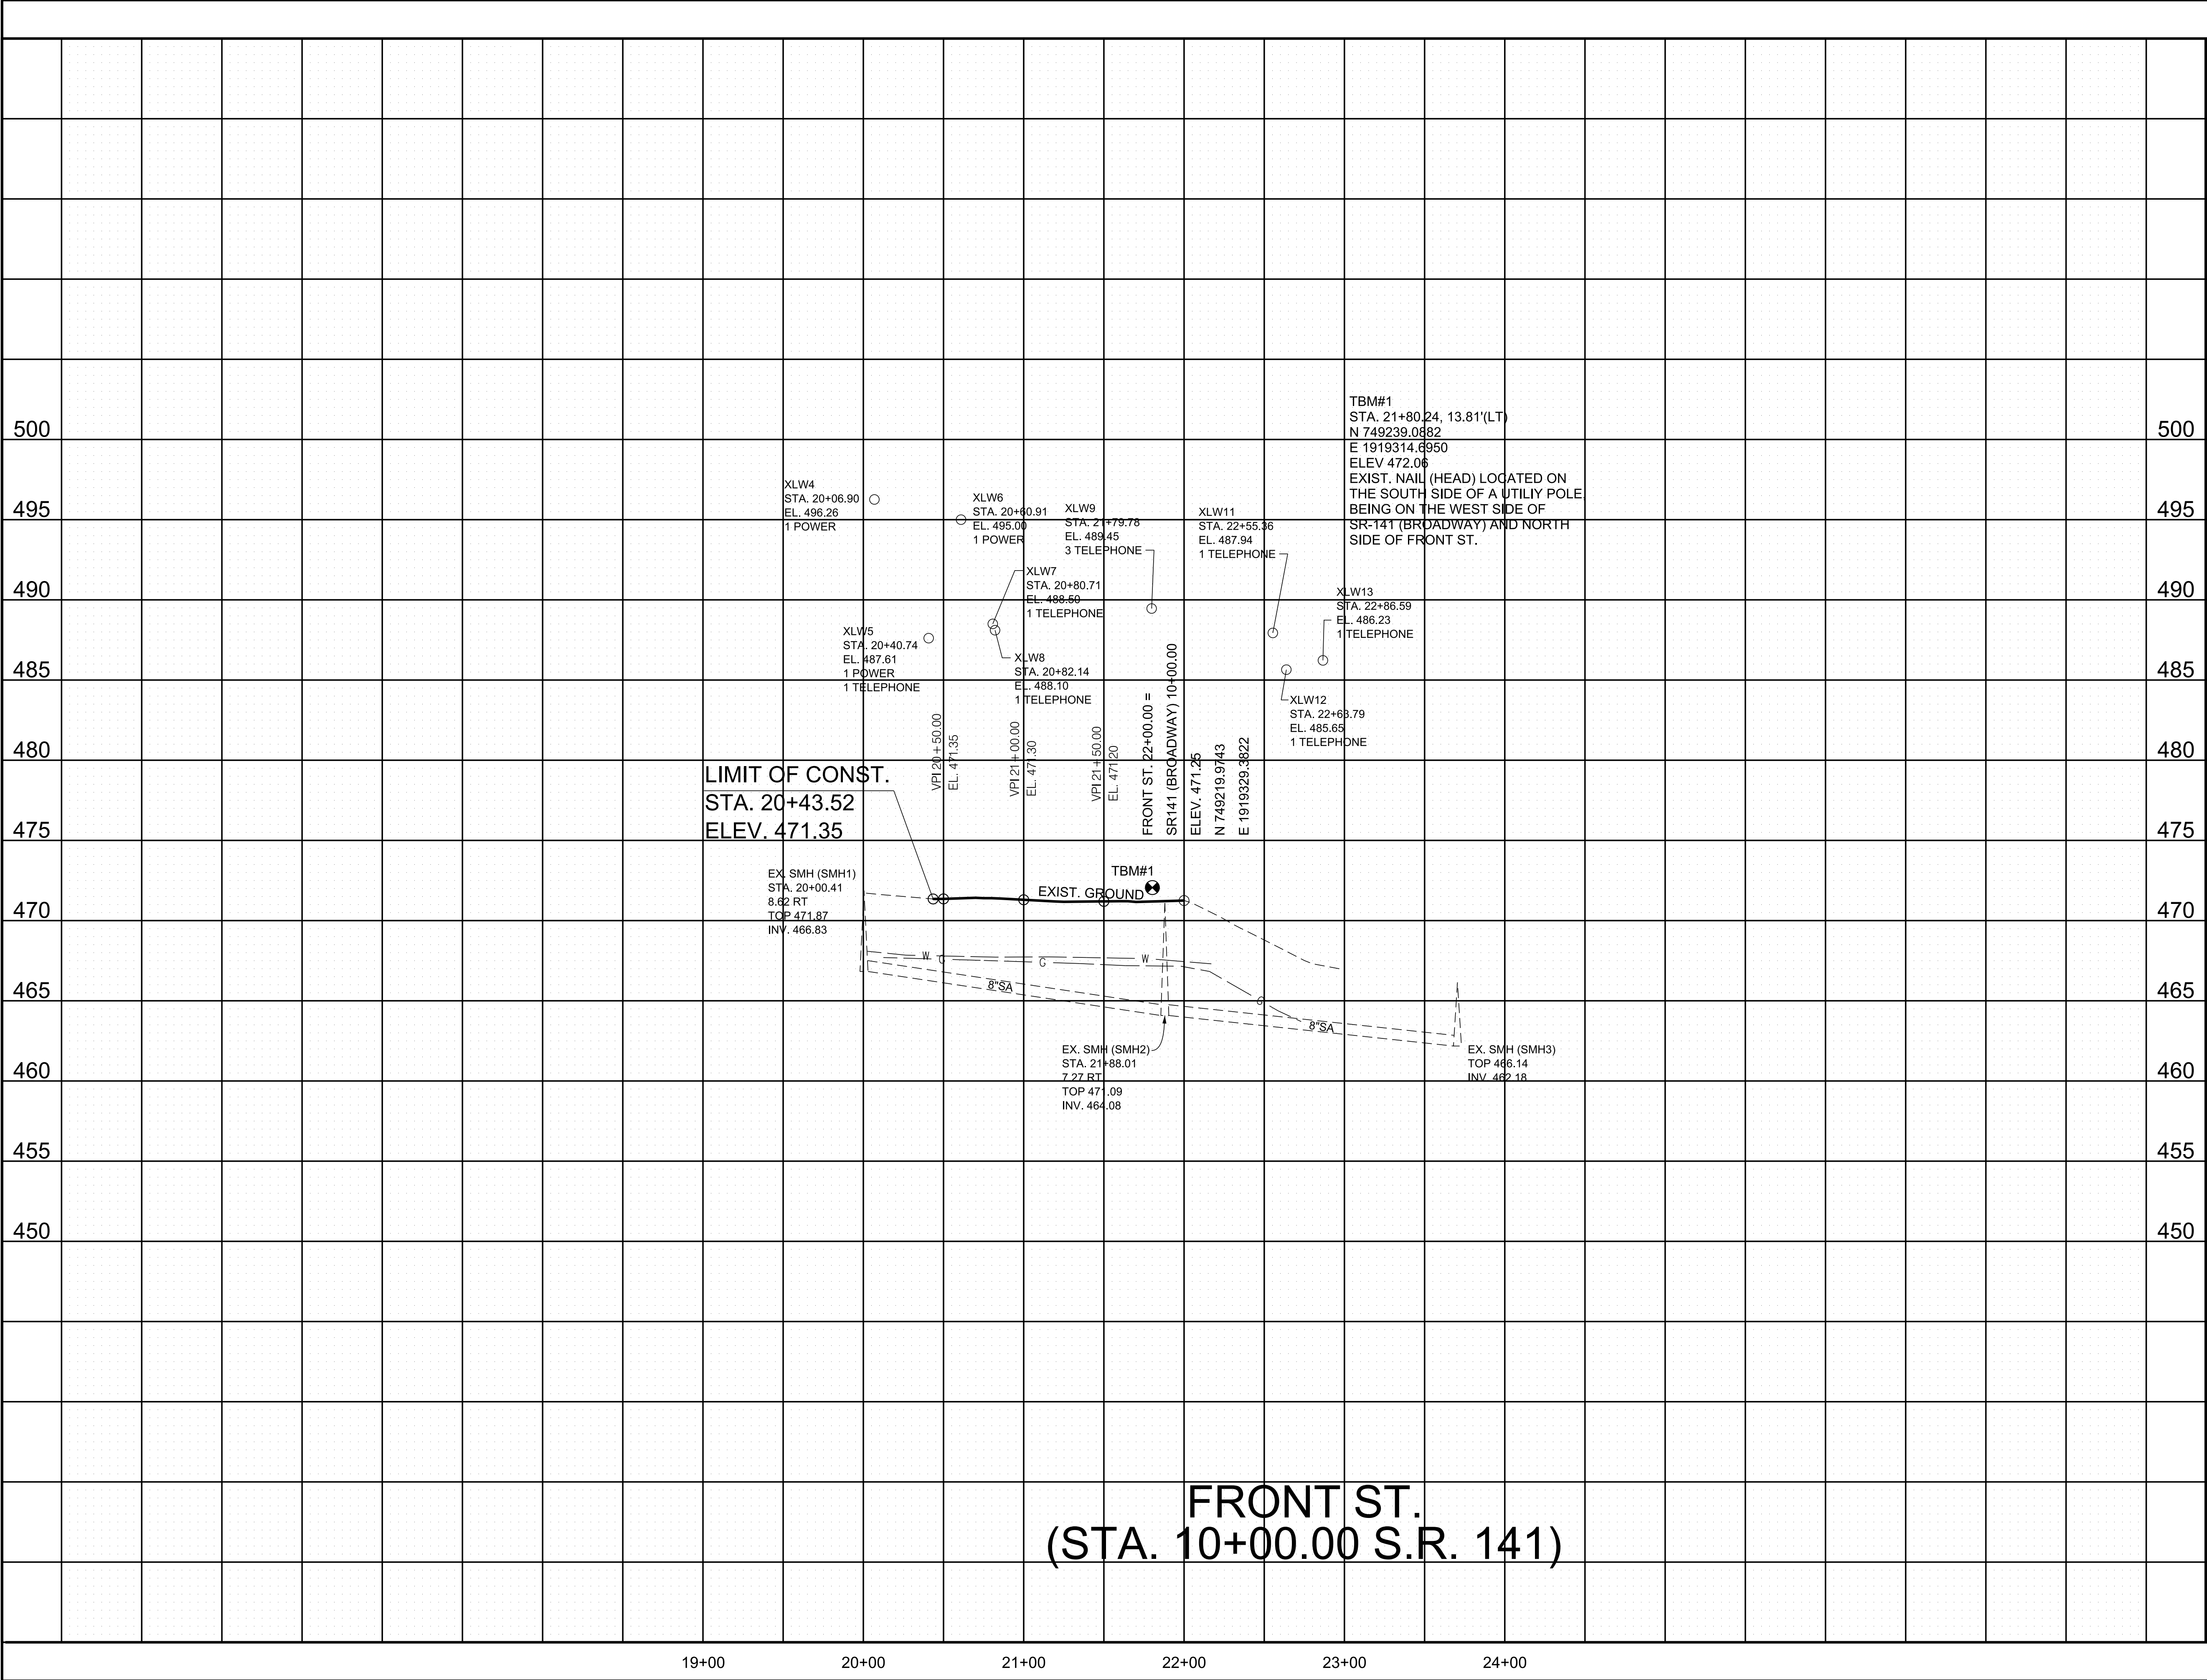 TBM#1
STA. 21+80.24, 13.81'(LT)
N 749239.0882
E 1919314.6950
ELEV 472.06
EXIST. NAIL (HEAD) LOCATED ON
THE SOUTH SIDE OF A UTILIY POLE,
BEING ON THE WEST SIDE OF
SR-141 (BROADWAY) AND NORTH
SIDE OF FRONT ST.
500
500
495
495
490
490
485
485
480
480
475
475
470
470
465
465
460
460
455
455
450
450
XLW4
STA. 20+06.90
EL. 496.26
1 POWER
XLW6
STA. 20+60.91
EL. 495.00
1 POWER
XLW9
STA. 21+79.78
EL. 489.45
3 TELEPHONE
XLW11
STA. 22+55.36
EL. 487.94
1 TELEPHONE
XLW7
STA. 20+80.71
EL. 488.50
1 TELEPHONE
XLW13
STA. 22+86.59
EL. 486.23
1 TELEPHONE
XLW5
STA. 20+40.74
EL. 487.61
1 POWER
1 TELEPHONE
XLW8
STA. 20+82.14
EL. 488.10
1 TELEPHONE
XLW12
STA. 22+63.79
EL. 485.65
1 TELEPHONE
VPI 20+50.00
EL. 471.35
VPI 21+00.00
EL. 471.30
VPI 21+50.00
EL. 471.20
FRONT ST. 22+00.00 =
SR141 (BROADWAY) 10+00.00
ELEV. 471.25
N 749219.9743
E 1919329.3822
LIMIT OF CONST.
STA. 20+43.52
ELEV. 471.35
EX. SMH (SMH1)
STA. 20+00.41
8.62 RT
TOP 471.87
INV. 466.83
TBM#1
EXIST. GROUND
W
G
G
W
8"SA
G
8"SA
EX. SMH (SMH2)
STA. 21+88.01
7.27 RT
TOP 471.09
INV. 464.08
EX. SMH (SMH3)
TOP 466.14
INV. 462.18
FRONT ST.
(STA. 10+00.00 S.R. 141)
19+00
20+00
21+00
22+00
23+00
24+00